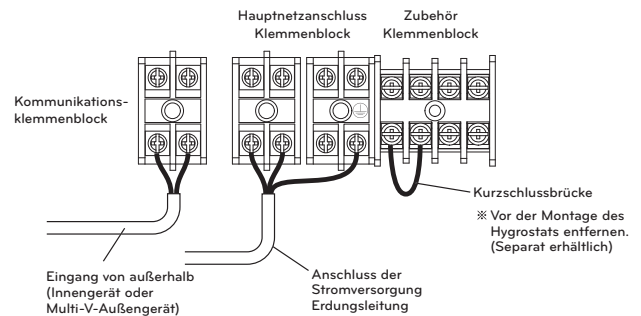 Hauptnetzanschluss
Klemmenblock
Zubehör
Klemmenblock
Kommunikations-
klemmenblock
Kurzschlussbrücke
※ Vor der Montage des
Hygrostats entfernen.
(Separat erhältlich)
Eingang von außerhalb
(Innengerät oder
Multi-V-Außengerät)
Anschluss der
Stromversorgung
Erdungsleitung